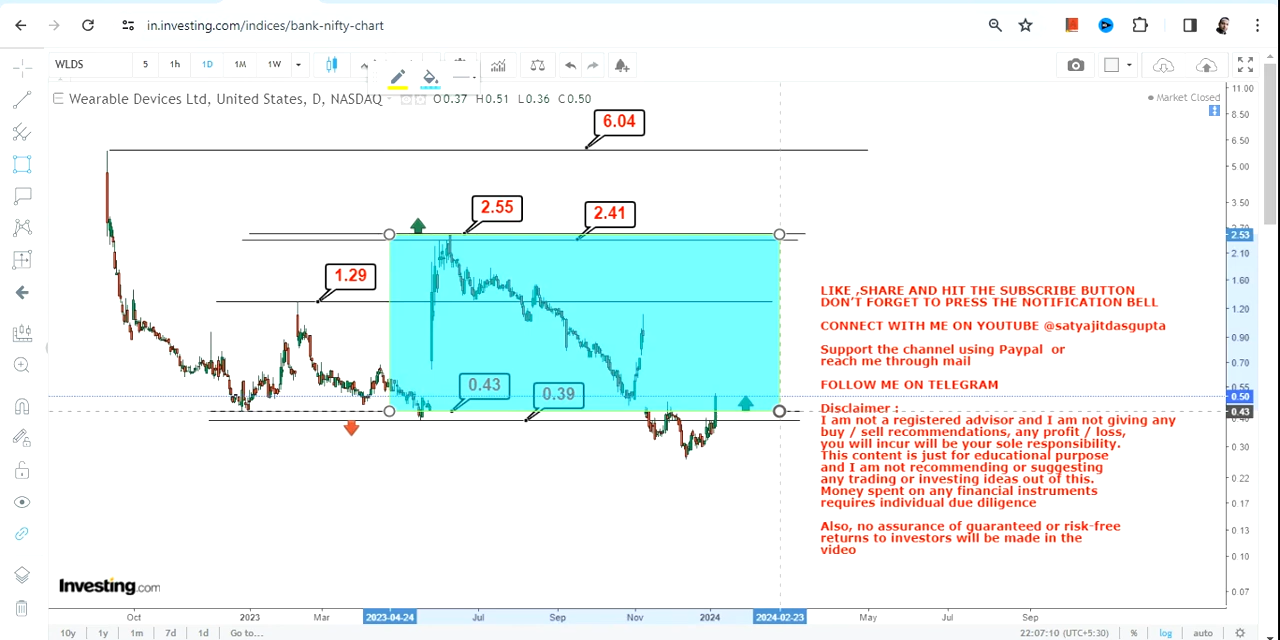 in.investing.com/indices/bank-nifty-chart
WLDS 5 1h 1D 1M 1W
Wearable Devices Ltd, United States, D, NASDAQ O0.37 H0.51 L0.36 C0.50
Market Closed
11.00
8.50
6.50
5.00
3.50
2.53
2.10
1.60
1.20
0.90
0.70
0.55
0.50
0.43
0.30
0.22
0.17
0.13
0.10
0.07
6.04
2.55
2.41
1.29
0.43
0.39
LIKE ,SHARE AND HIT THE SUBSCRIBE BUTTON
DON'T FORGET TO PRESS THE NOTIFICATION BELL
CONNECT WITH ME ON YOUTUBE @satyajitdasgupta
Support the channel using Paypal or
reach me through mail
FOLLOW ME ON TELEGRAM
Disclaimer :
I am not a registered advisor and I am not giving any
buy / sell recommendations, any profit / loss,
you will incur will be your sole responsibility.
This content is just for educational purpose
and I am not recommending or suggesting
any trading or investing ideas out of this.
Money spent on any financial instruments
requires individual due diligence
Also, no assurance of guaranteed or risk-free
returns to investors will be made in the
video
Investing.com
Oct 2023 Mar 2023-04-24 Jul Sep Nov 2024 2024-02-23 May Jul Sep
10y 1y 1m 7d 1d Go to... 22:07:10 (UTC+5:30) % log auto